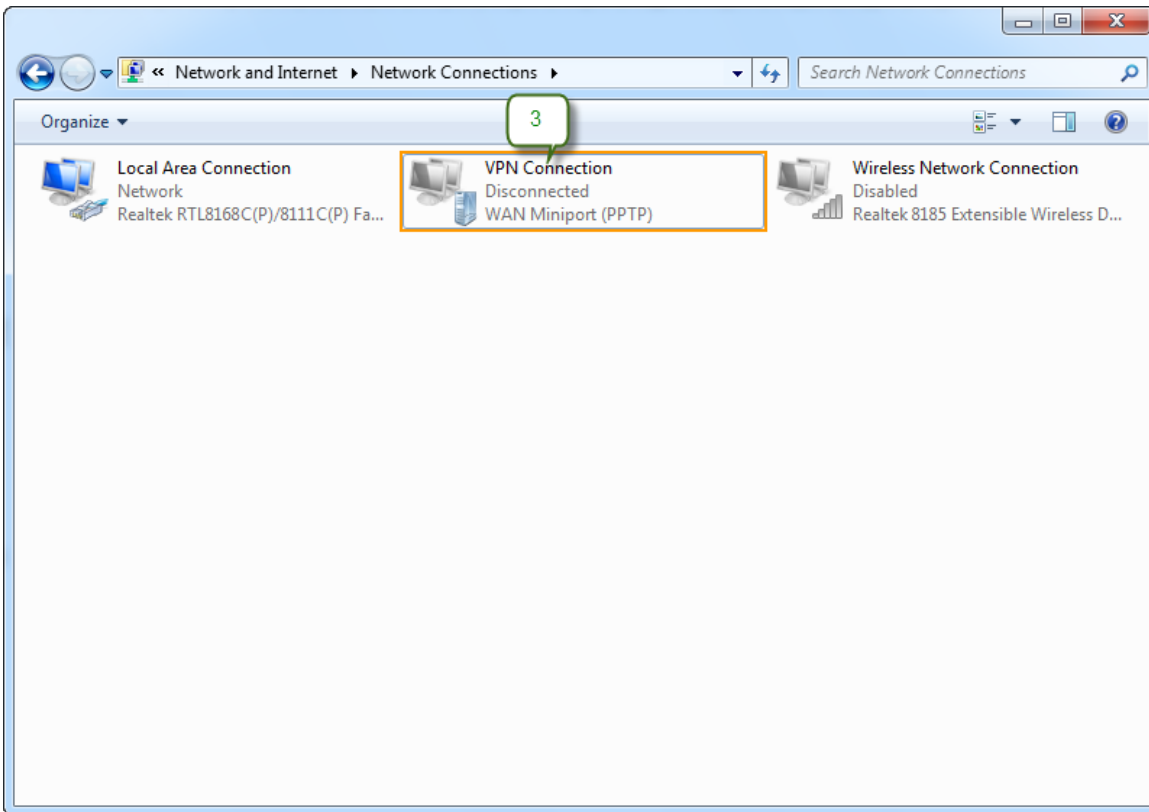 « Network and Internet Network Connections Search Network Connections
Organize 3
Local Area Connection
Network
Realtek RTL8168C(P)/8111C(P) Fa...
VPN Connection
Disconnected
WAN Miniport (PPTP)
Wireless Network Connection
Disabled
Realtek 8185 Extensible Wireless D...